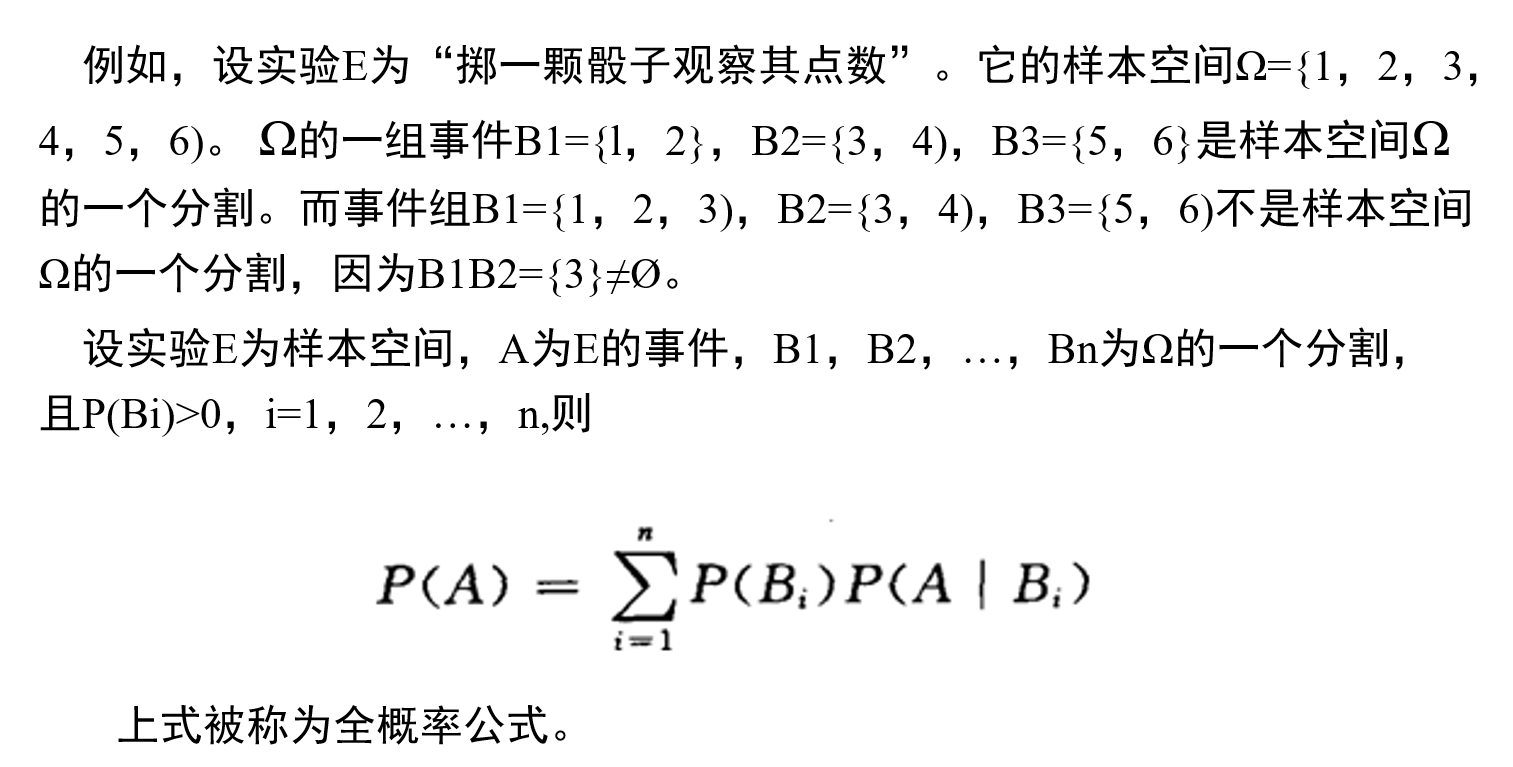 例如，设实验E为“掷一颗骰子观察其点数”。它的样本空间Ω={1，2，3，
4，5，6)。 Ω的一组事件B1={l，2}，B2={3，4)，B3={5，6}是样本空间Ω
的一个分割。而事件组B1={1，2，3)，B2={3，4)，B3={5，6)不是样本空间
Ω的一个分割，因为B1B2={3}≠Ø。
设实验E为样本空间，A为E的事件，B1，B2，…，Bn为Ω的一个分割，
且P(Bi)>0，i=1，2，…，n,则
P(A) = ∑_{i=1}^{n} P(B_i)P(A | B_i)
上式被称为全概率公式。